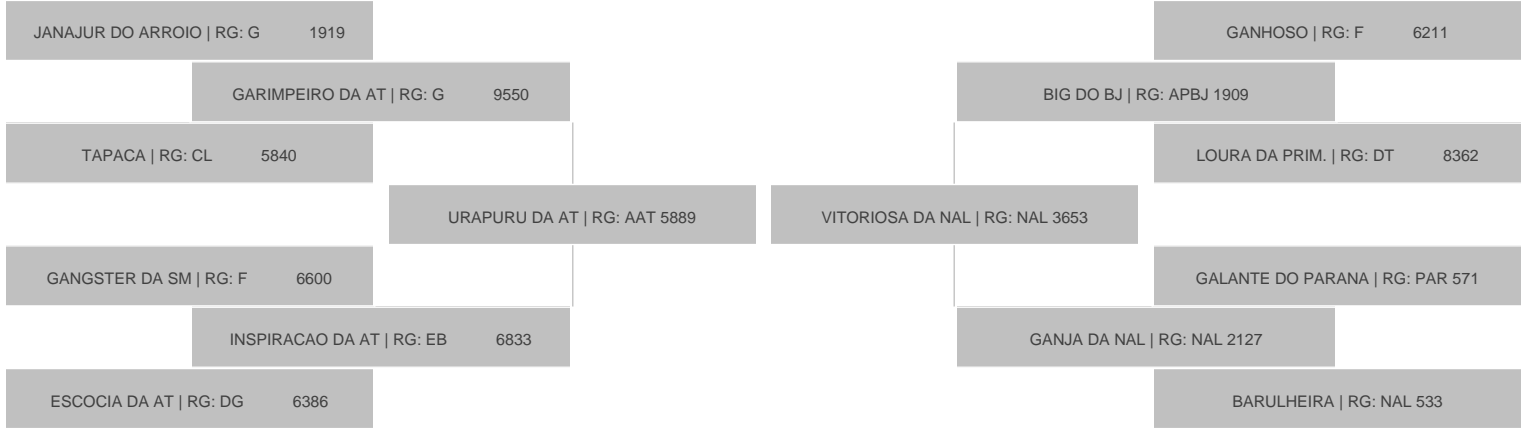 JANAJUR DO ARROIO | RG: G 1919
GANHOSO | RG: F 6211
GARIMPEIRO DA AT | RG: G 9550
BIG DO BJ | RG: APBJ 1909
TAPACA | RG: CL 5840
LOURA DA PRIM. | RG: DT 8362
URAPURU DA AT | RG: AAT 5889
VITORIOSA DA NAL | RG: NAL 3653
GANGSTER DA SM | RG: F 6600
GALANTE DO PARANA | RG: PAR 571
INSPIRACAO DA AT | RG: EB 6833
GANJA DA NAL | RG: NAL 2127
ESCOCIA DA AT | RG: DG 6386
BARULHEIRA | RG: NAL 533